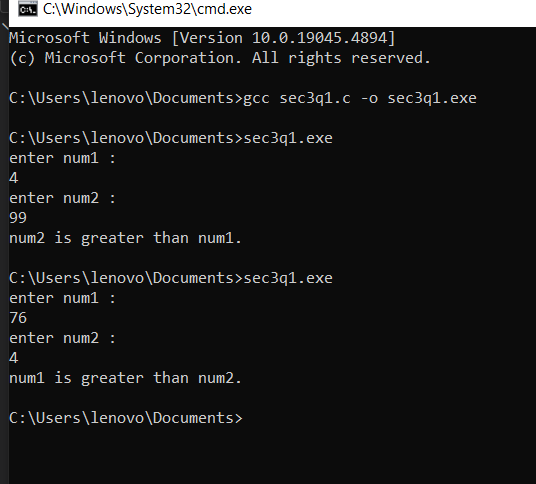 C:\Windows\System32\cmd.exe
Microsoft Windows [Version 10.0.19045.4894]
(c) Microsoft Corporation. All rights reserved.
C:\Users\lenovo\Documents>gcc sec3q1.c -o sec3q1.exe
C:\Users\lenovo\Documents>sec3q1.exe
enter num1 :
4
enter num2 :
99
num2 is greater than num1.
C:\Users\lenovo\Documents>sec3q1.exe
enter num1 :
76
enter num2 :
4
num1 is greater than num2.
C:\Users\lenovo\Documents>